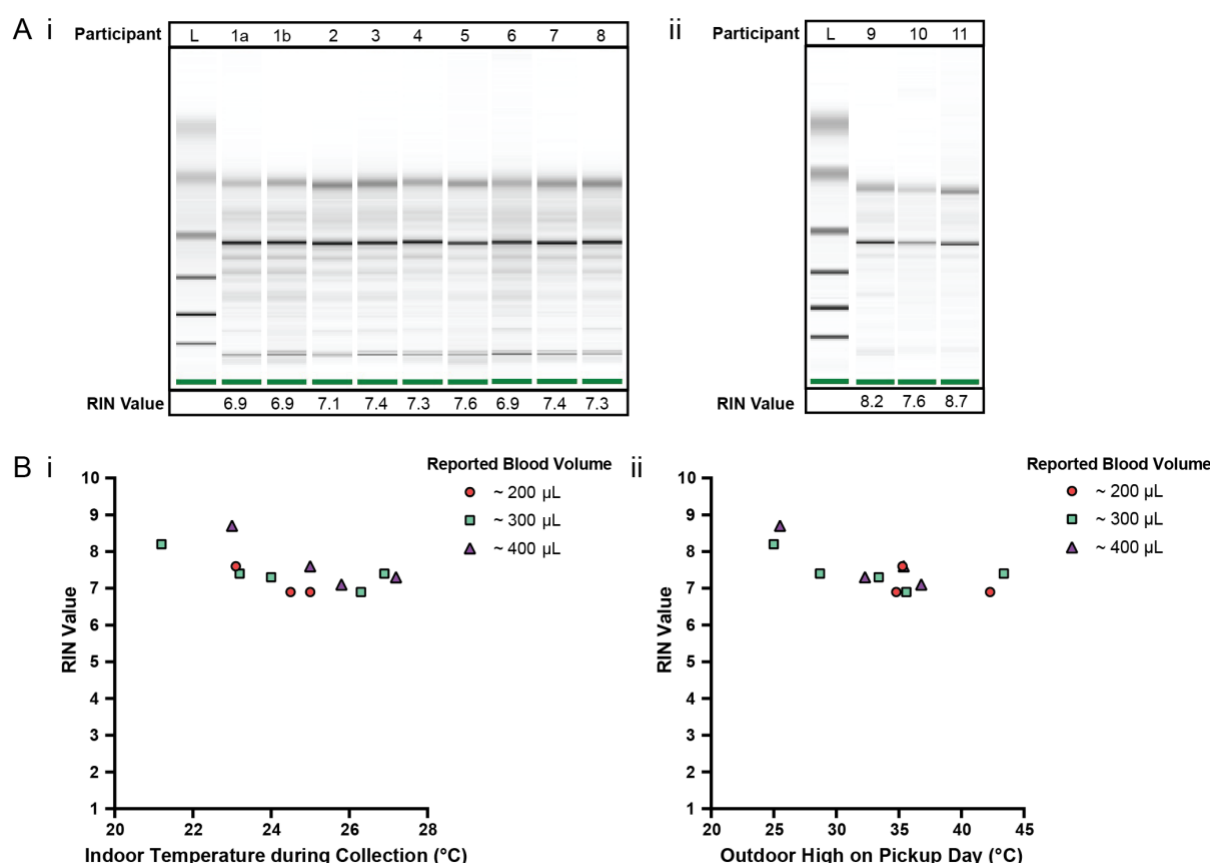 A i
Participant L 1a 1b 2 3 4 5 6 7 8
RIN Value 6.9 6.9 7.1 7.4 7.3 7.6 6.9 7.4 7.3
ii
Participant L 9 10 11
RIN Value 8.2 7.6 8.7
B i
Reported Blood Volume
~ 200 µL
~ 300 µL
~ 400 µL
RIN Value
10
9
8
7
6
5
4
3
2
1
20 22 24 26 28
Indoor Temperature during Collection (°C)
ii
Reported Blood Volume
~ 200 µL
~ 300 µL
~ 400 µL
RIN Value
10
9
8
7
6
5
4
3
2
1
20 25 30 35 40 45
Outdoor High on Pickup Day (°C)